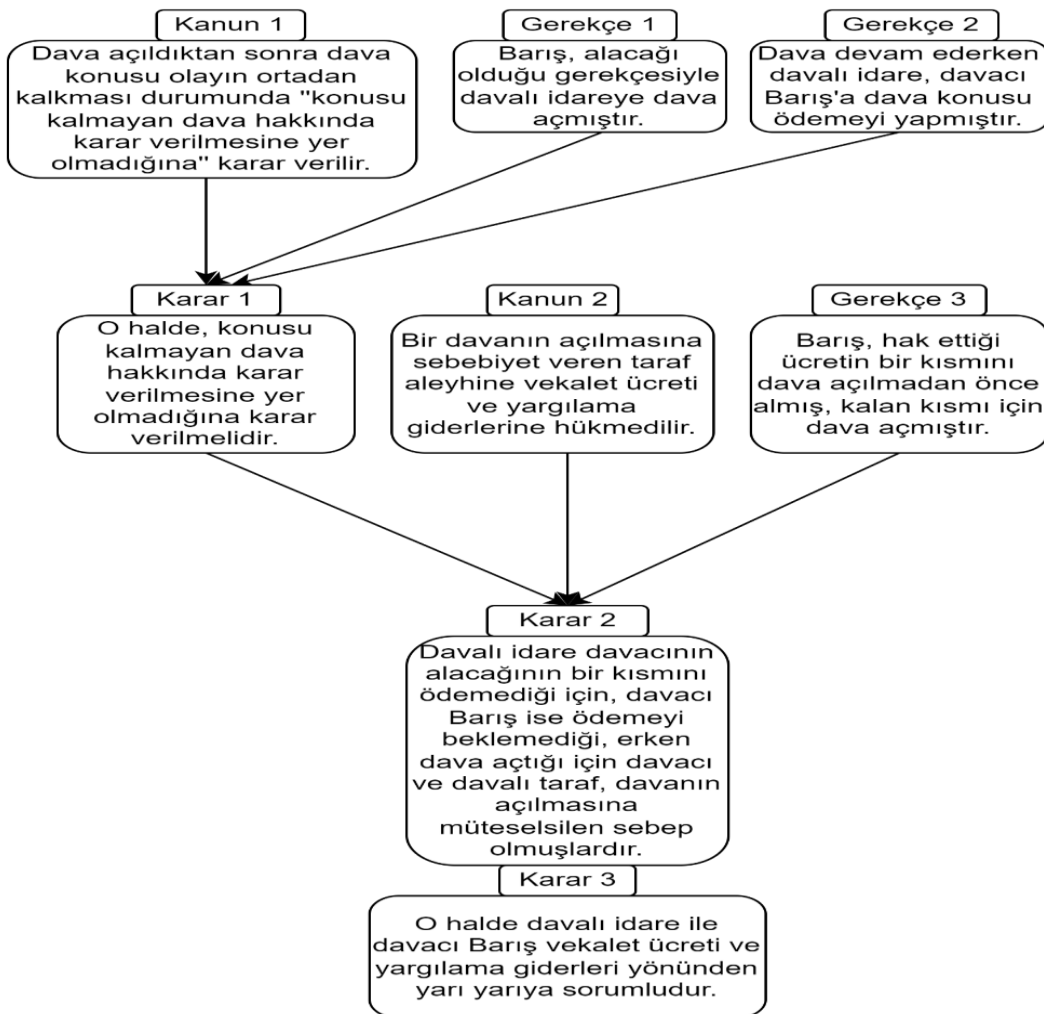 Kanun 1
Dava açıldıktan sonra dava
konusu olayın ortadan
kalkması durumunda "konusu
kalmayan dava hakkında
karar verilmesine yer
olmadığına" karar verilir.
Gerekçe 1
Barış, alacağı
olduğu gerekçesiyle
davalı idareye dava
açmıştır.
Gerekçe 2
Dava devam ederken
davalı idare, davacı
Barış'a dava konusu
ödemeyi yapmıştır.
Karar 1
O halde, konusu
kalmayan dava
hakkında karar
verilmesine yer
olmadığına karar
verilmelidir.
Kanun 2
Bir davanın açılmasına
sebebiyet veren taraf
aleyhine vekalet ücreti
ve yargılama
giderlerine hükmedilir.
Gerekçe 3
Barış, hak ettiği
ücretin bir kısmını
dava açılmadan önce
almış, kalan kısmı için
dava açmıştır.
Karar 2
Davalı idare davacının
alacağının bir kısmını
ödemediği için, davacı
Barış ise ödemeyi
beklemediği, erken
dava açtığı için davacı
ve davalı taraf, davanın
açılmasına
müteselsilen sebep
olmuşlardır.
Karar 3
O halde davalı idare ile
davacı Barış vekalet ücreti ve
yargılama giderleri yönünden
yarı yarıya sorumludur.